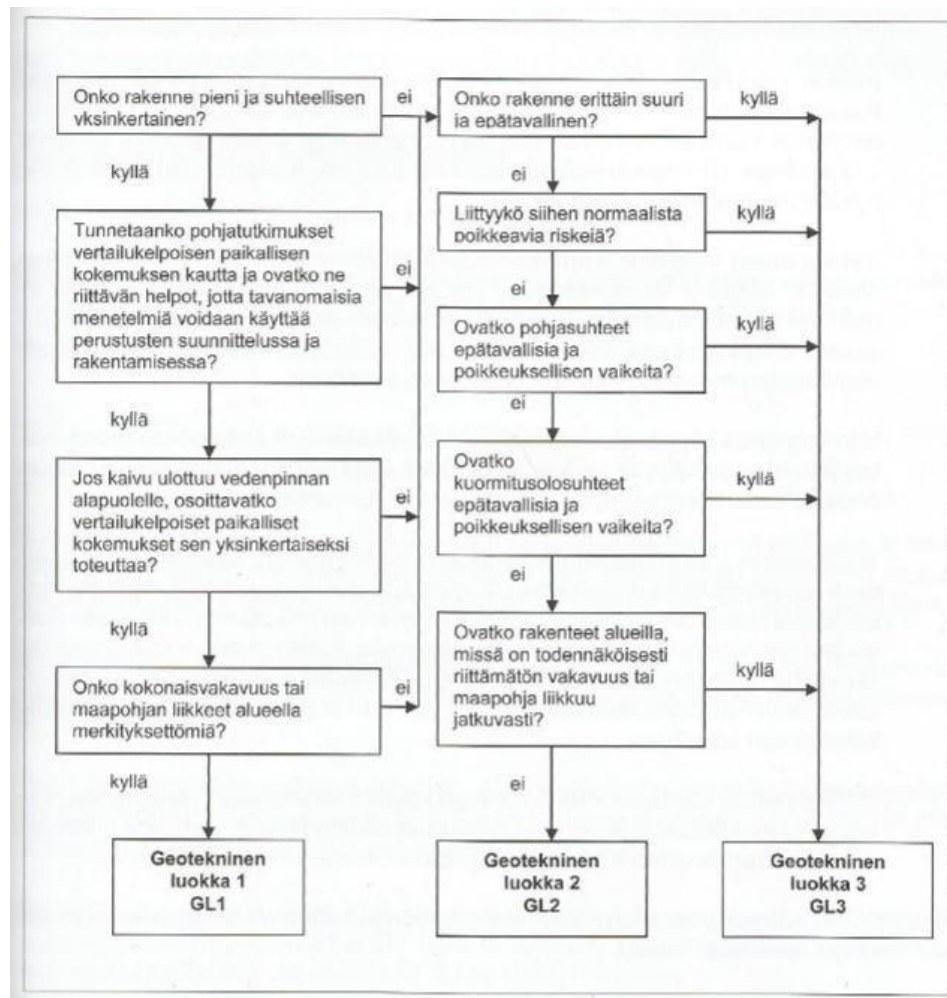 Onko rakenne pieni ja suhteellisen
yksinkertainen?
ei
kyllä
Tunnetaanko pohjatutkimukset
vertailukelpoisen paikallisen
kokemuksen kautta ja ovatko ne
riittävän helpot, jotta tavanomaisia
menetelmiä voidaan käyttää
perustusten suunnittelussa ja
rakentamisessa?
ei
kyllä
Jos kaivu ulottuu vedenpinnan
alapuolelle, osoittavatko
vertailukelpoiset paikalliset
kokemukset sen yksinkertaiseksi
toteuttaa?
ei
kyllä
Onko kokonaisvakavuus tai
maapohjan liikkeet alueella
merkityksettömiä?
ei
kyllä
Geotekninen
luokka 1
GL1
Onko rakenne erittäin suuri
ja epätavallinen?
kyllä
ei
Liittyykö siihen normaalista
poikkeavia riskejä?
kyllä
ei
Ovatko pohjasuhteet
epätavallisia ja
poikkeuksellisen vaikeita?
kyllä
ei
Ovatko
kuormitusolosuhteet
epätavallisia ja
poikkeuksellisen vaikeita?
kyllä
ei
Ovatko rakenteet alueilla,
missä on todennäköisesti
riittämätön vakavuus tai
maapohja liikkuu
jatkuvasti?
kyllä
ei
Geotekninen
luokka 2
GL2
Geotekninen
luokka 3
GL3